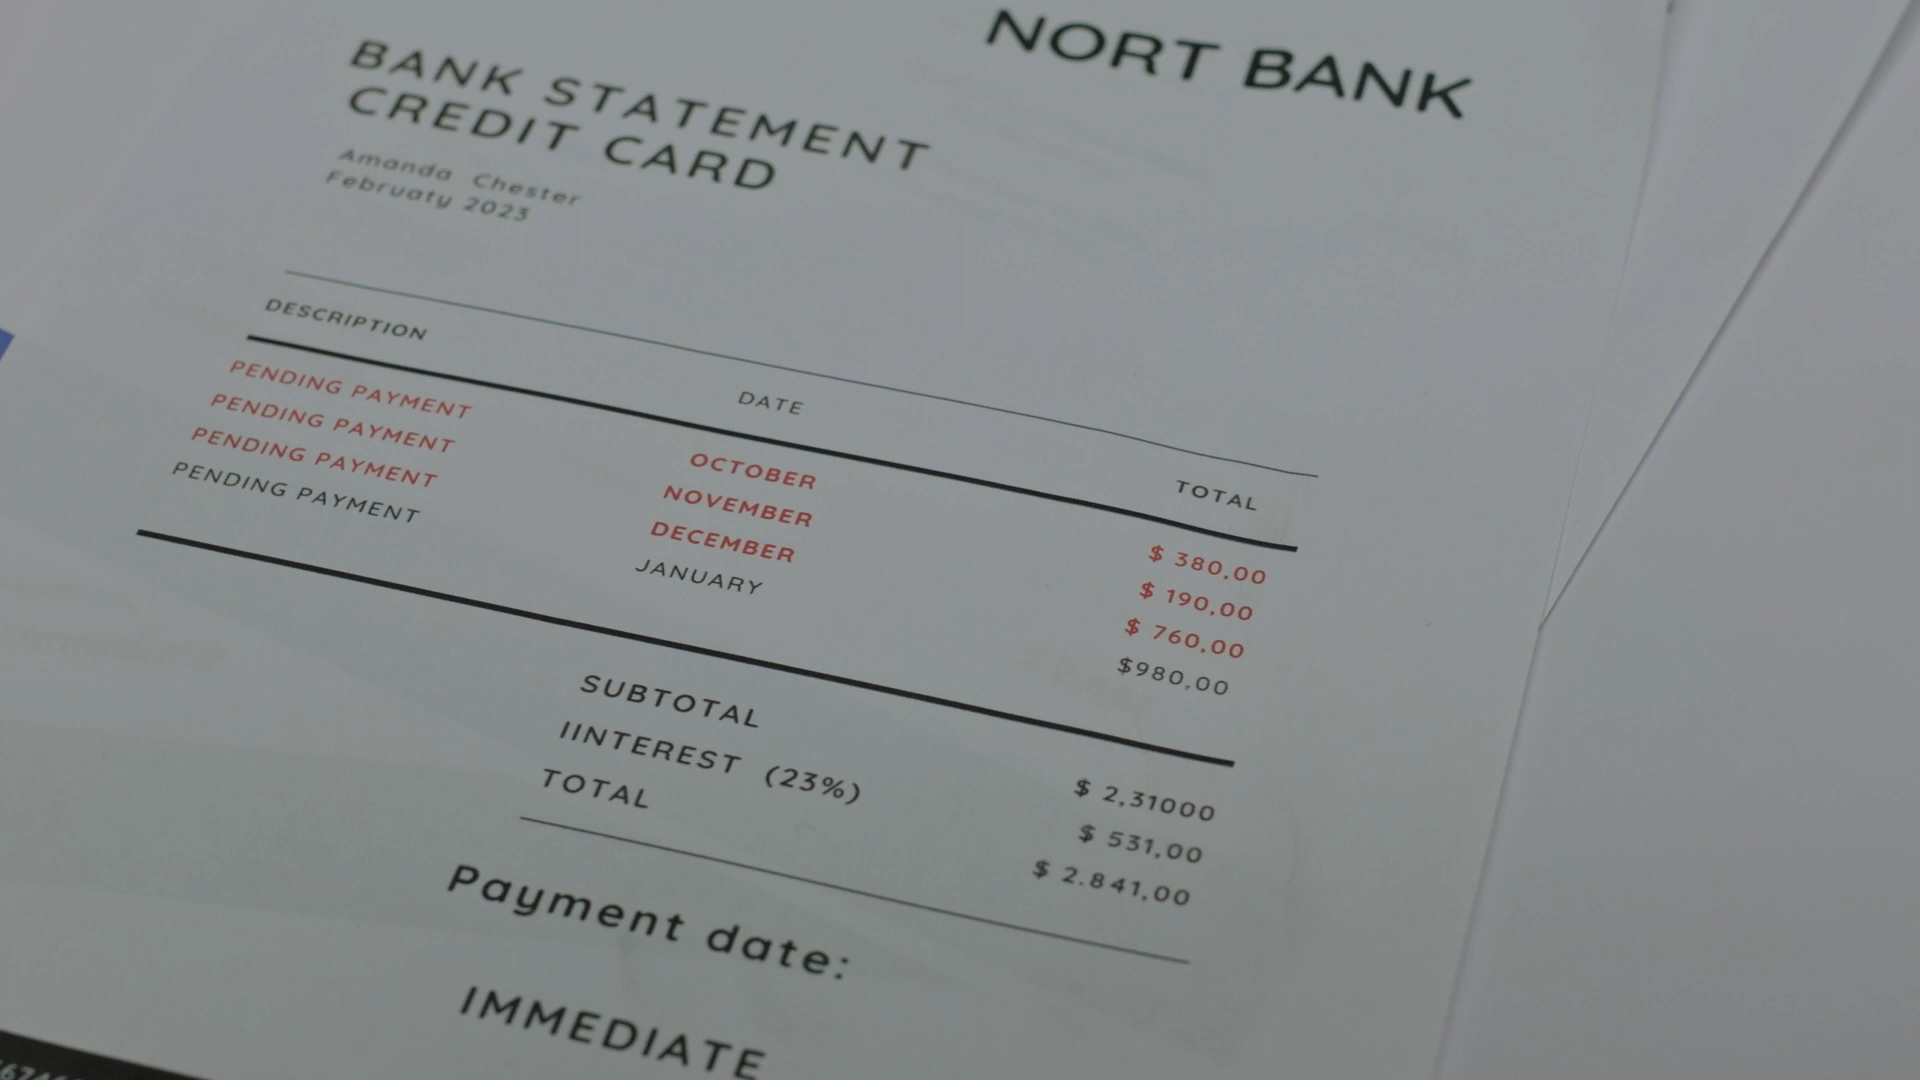 NORT BANK
BANK STATEMENT
CREDIT CARD
Amanda Chester
Februaty 2023
DESCRIPTION DATE TOTAL
PENDING PAYMENT OCTOBER $ 380,00
PENDING PAYMENT NOVEMBER $ 190,00
PENDING PAYMENT DECEMBER $ 760,00
PENDING PAYMENT JANUARY $980,00
SUBTOTAL $ 2,31000
IINTEREST (23%) $ 531,00
TOTAL $ 2.841,00
Payment date:
IMMEDIATE